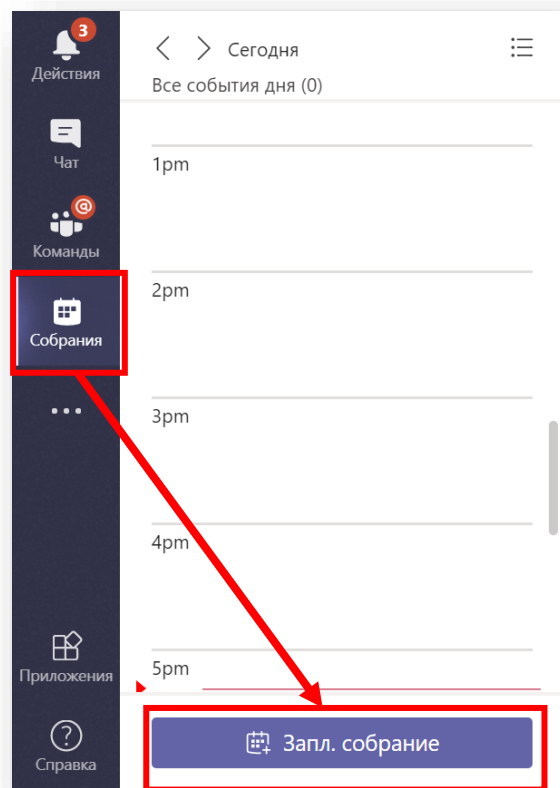 3
Действия
Чат
@
Команды
Собрания
Приложения
Справка
Сегодня
Все события дня (0)
1pm
2pm
3pm
4pm
5pm
Запл. собрание